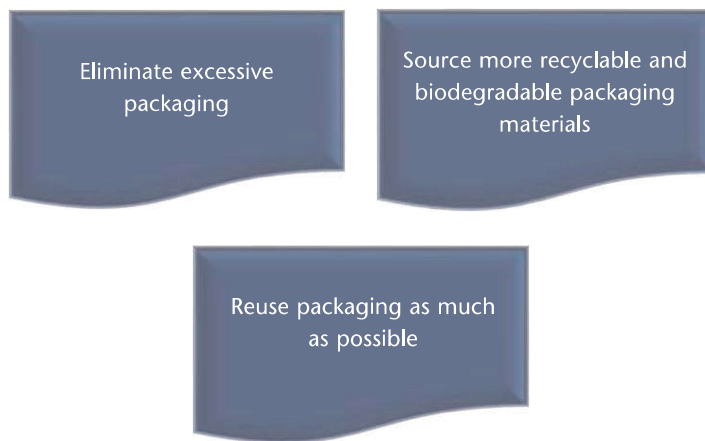 Eliminate excessive
packaging
Source more recyclable and
biodegradable packaging
materials
Reuse packaging as much
as possible